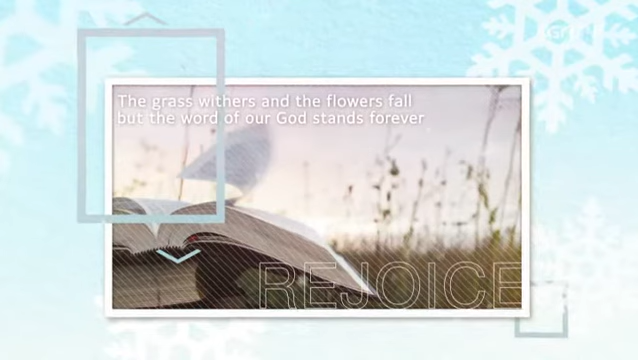 The grass withers and the flowers fall
but the word of our God stands forever
REJOICE